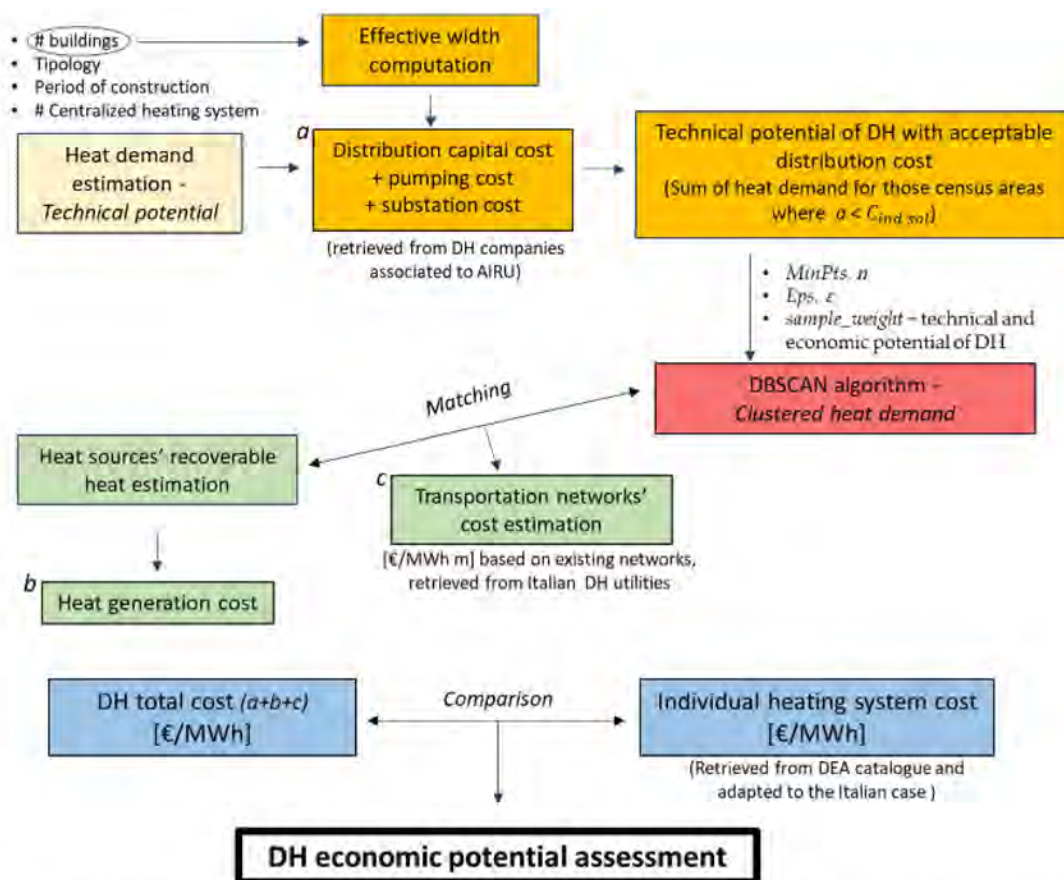 • # buildings
• Tipology
• Period of construction
• # Centralized heating system
Effective width
computation
Heat demand
estimation -
Technical potential
a
Distribution capital cost
+ pumping cost
+ substation cost
(retrieved from DH companies
associated to AIRU)
Technical potential of DH with acceptable
distribution cost
(Sum of heat demand for those census areas
where a < C_ind sol)
• MinPts, n
• Eps, ε
• sample_weight – technical and
economic potential of DH
DBSCAN algorithm -
Clustered heat demand
Matching
Heat sources' recoverable
heat estimation
c
Transportation networks'
cost estimation
[€/MWh m] based on existing networks,
retrieved from Italian DH utilities
b
Heat generation cost
DH total cost (a+b+c)
[€/MWh]
Comparison
Individual heating system cost
[€/MWh]
(Retrieved from DEA catalogue and
adapted to the Italian case )
DH economic potential assessment